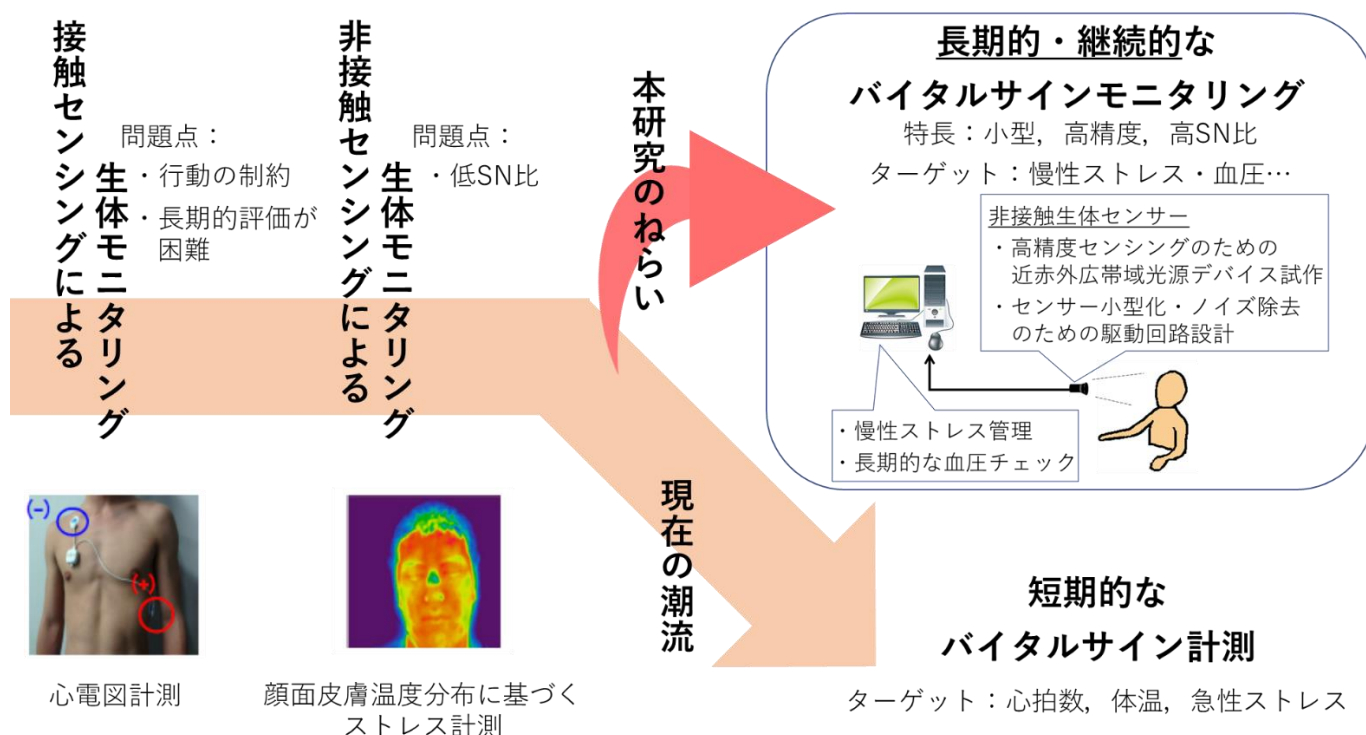 接触センシングによる
生体モニタリング
問題点：
・行動の制約
・長期的評価が
困難
非接触センシングによる
生体モニタリング
問題点：
・低SN比
本研究のねらい
長期的・継続的な
バイタルサインモニタリング
特長：小型，高精度，高SN比
ターゲット：慢性ストレス・血圧…
非接触生体センサー
・高精度センシングのための
近赤外広帯域光源デバイス試作
・センサー小型化・ノイズ除去
のための駆動回路設計
・慢性ストレス管理
・長期的な血圧チェック
(-)
(+)
心電図計測
顔面皮膚温度分布に基づく
ストレス計測
現在の潮流
短期的な
バイタルサイン計測
ターゲット：心拍数，体温，急性ストレス